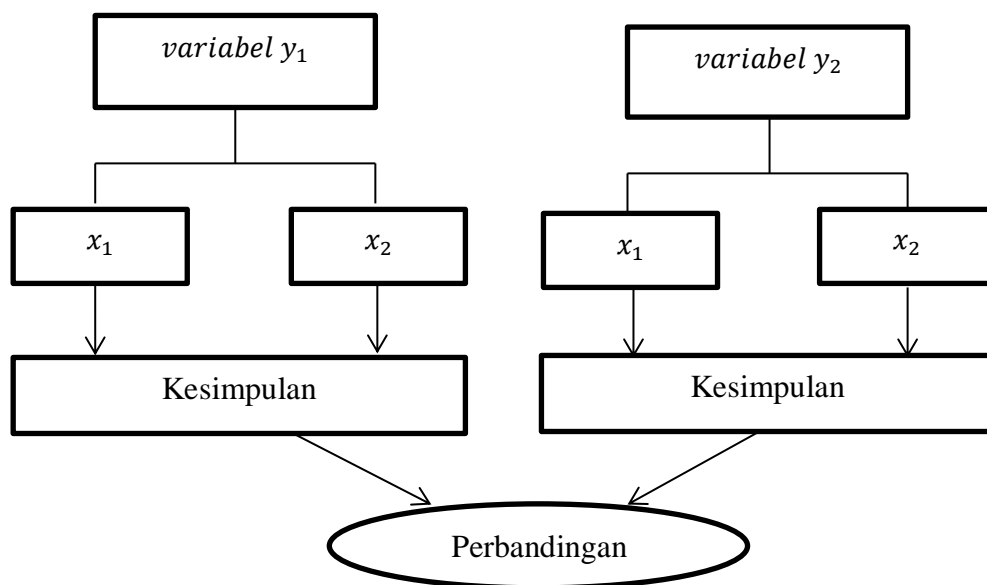 variabel y₁
variabel y₂
x₁
x₂
x₁
x₂
Kesimpulan
Kesimpulan
Perbandingan